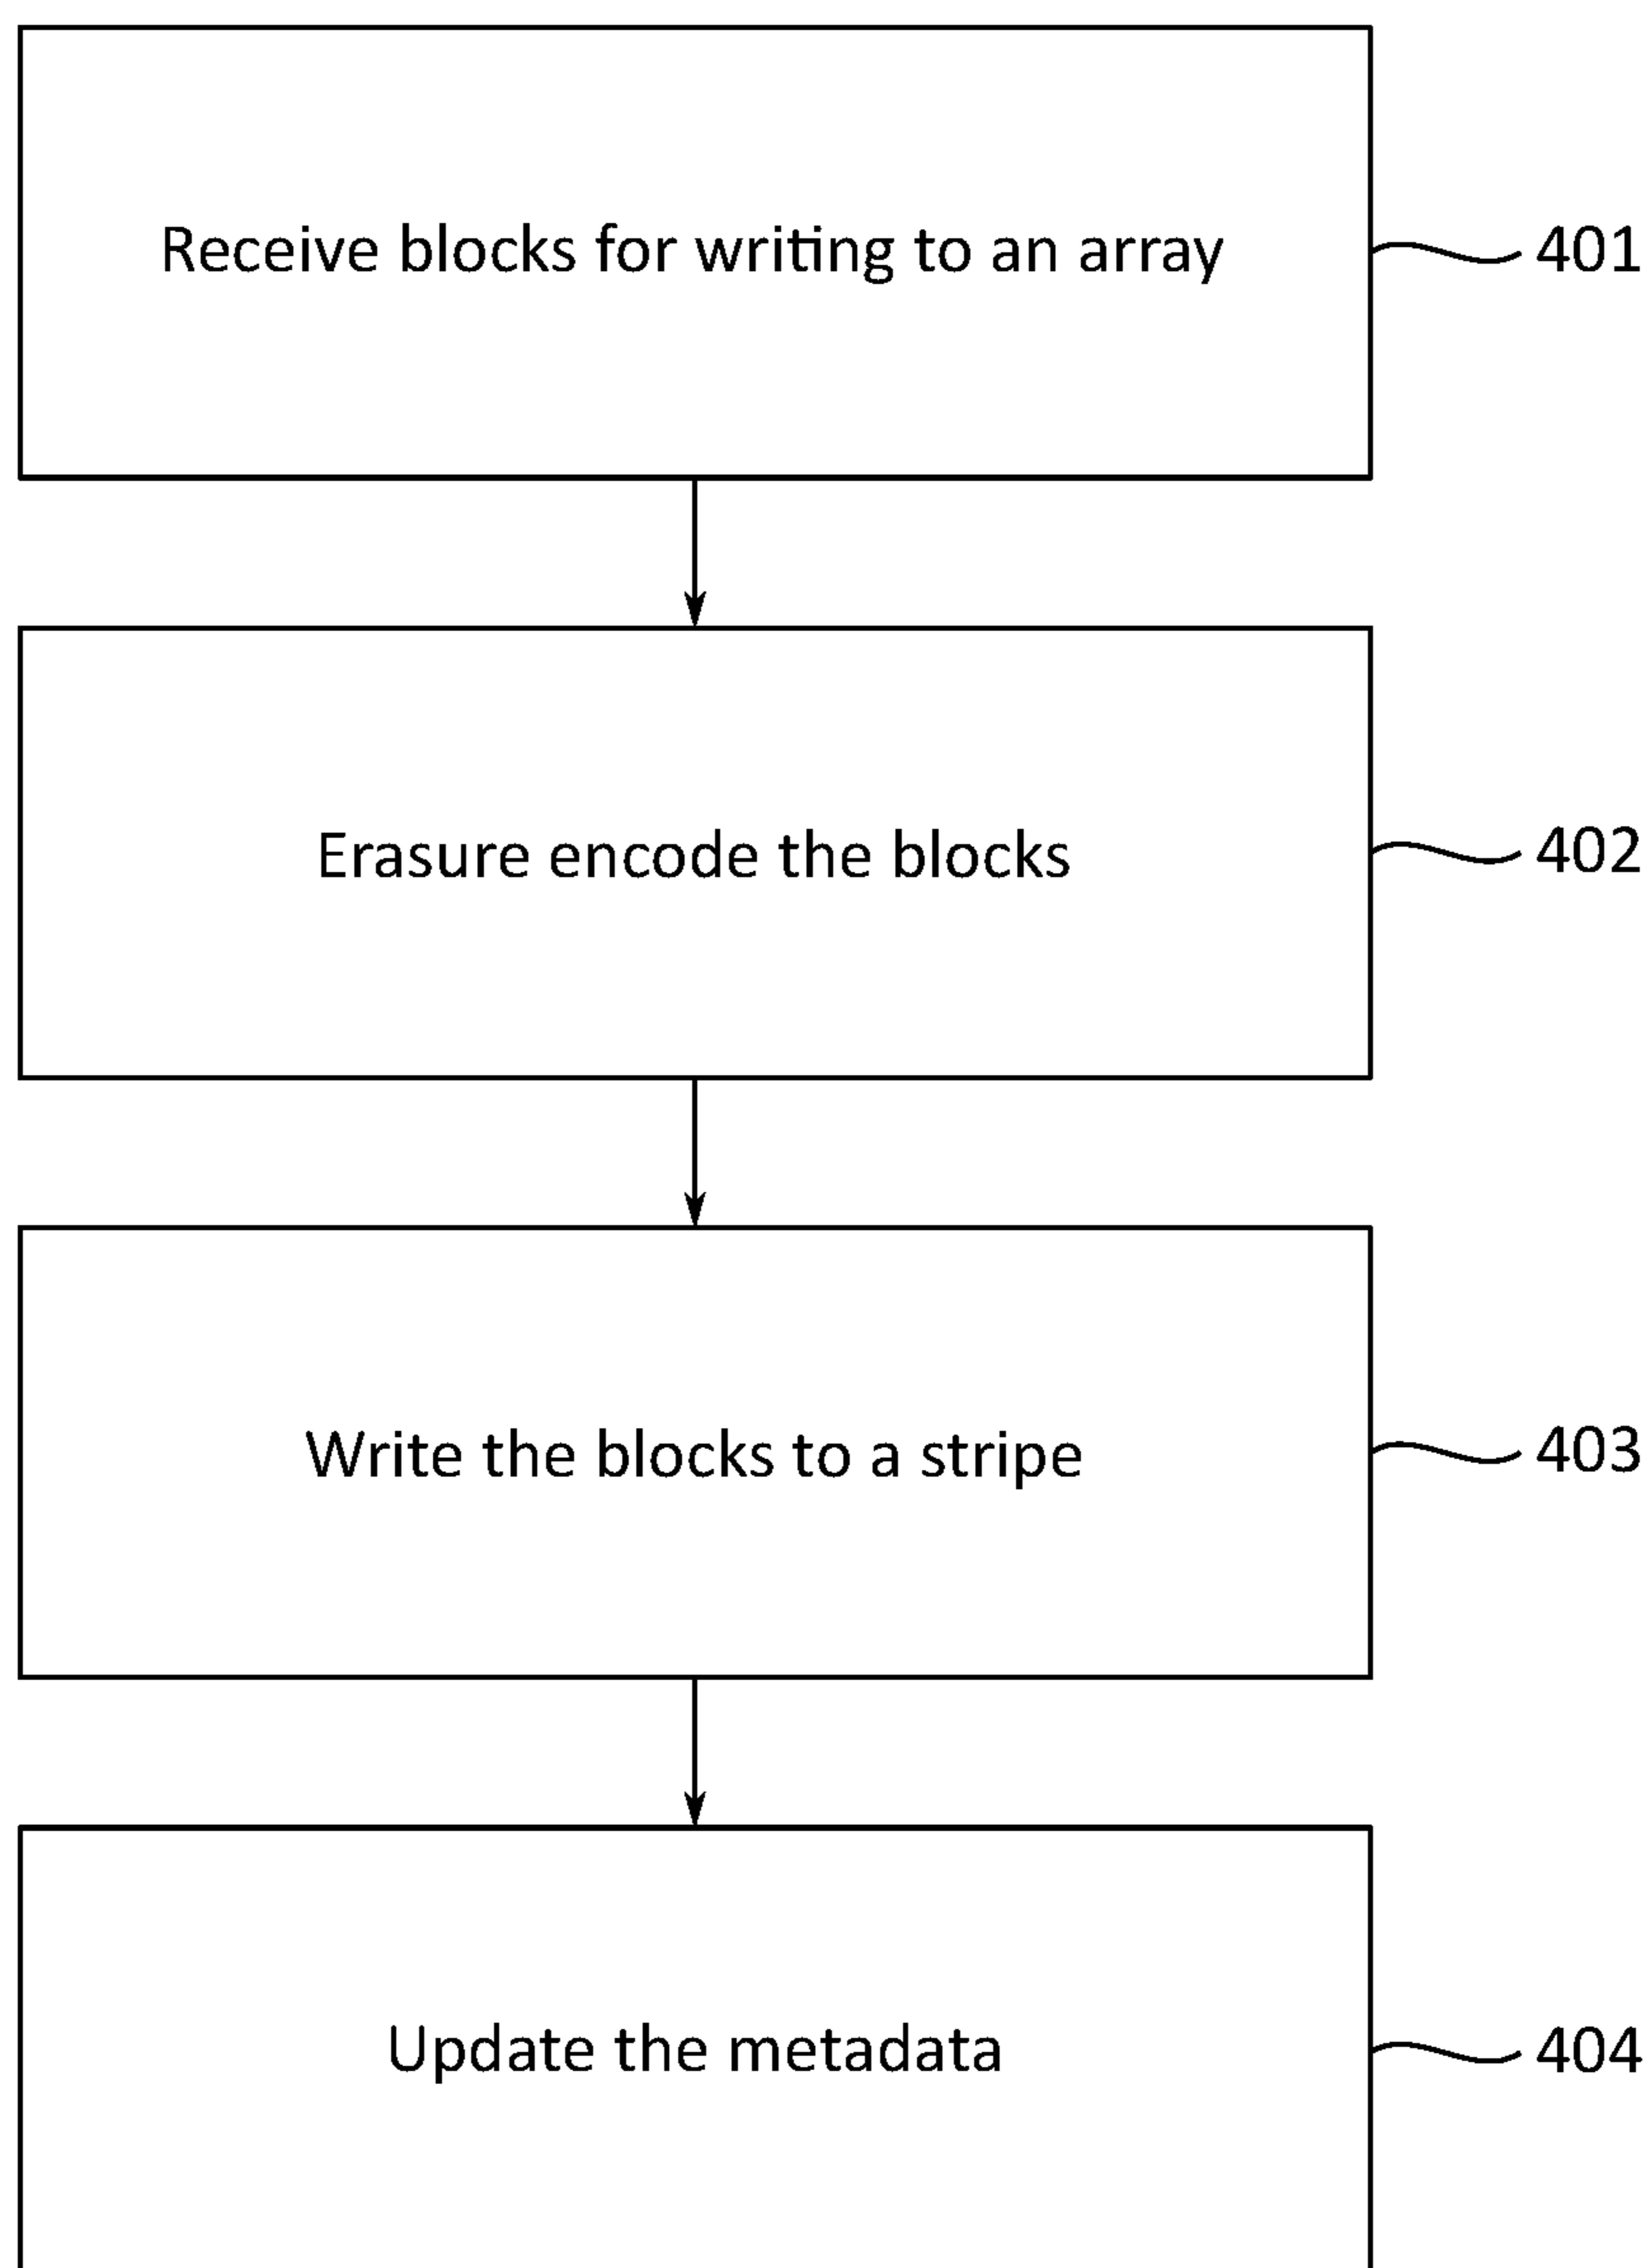 Receive blocks for writing to an array
401
Erasure encode the blocks
402
Write the blocks to a stripe
403
Update the metadata
404